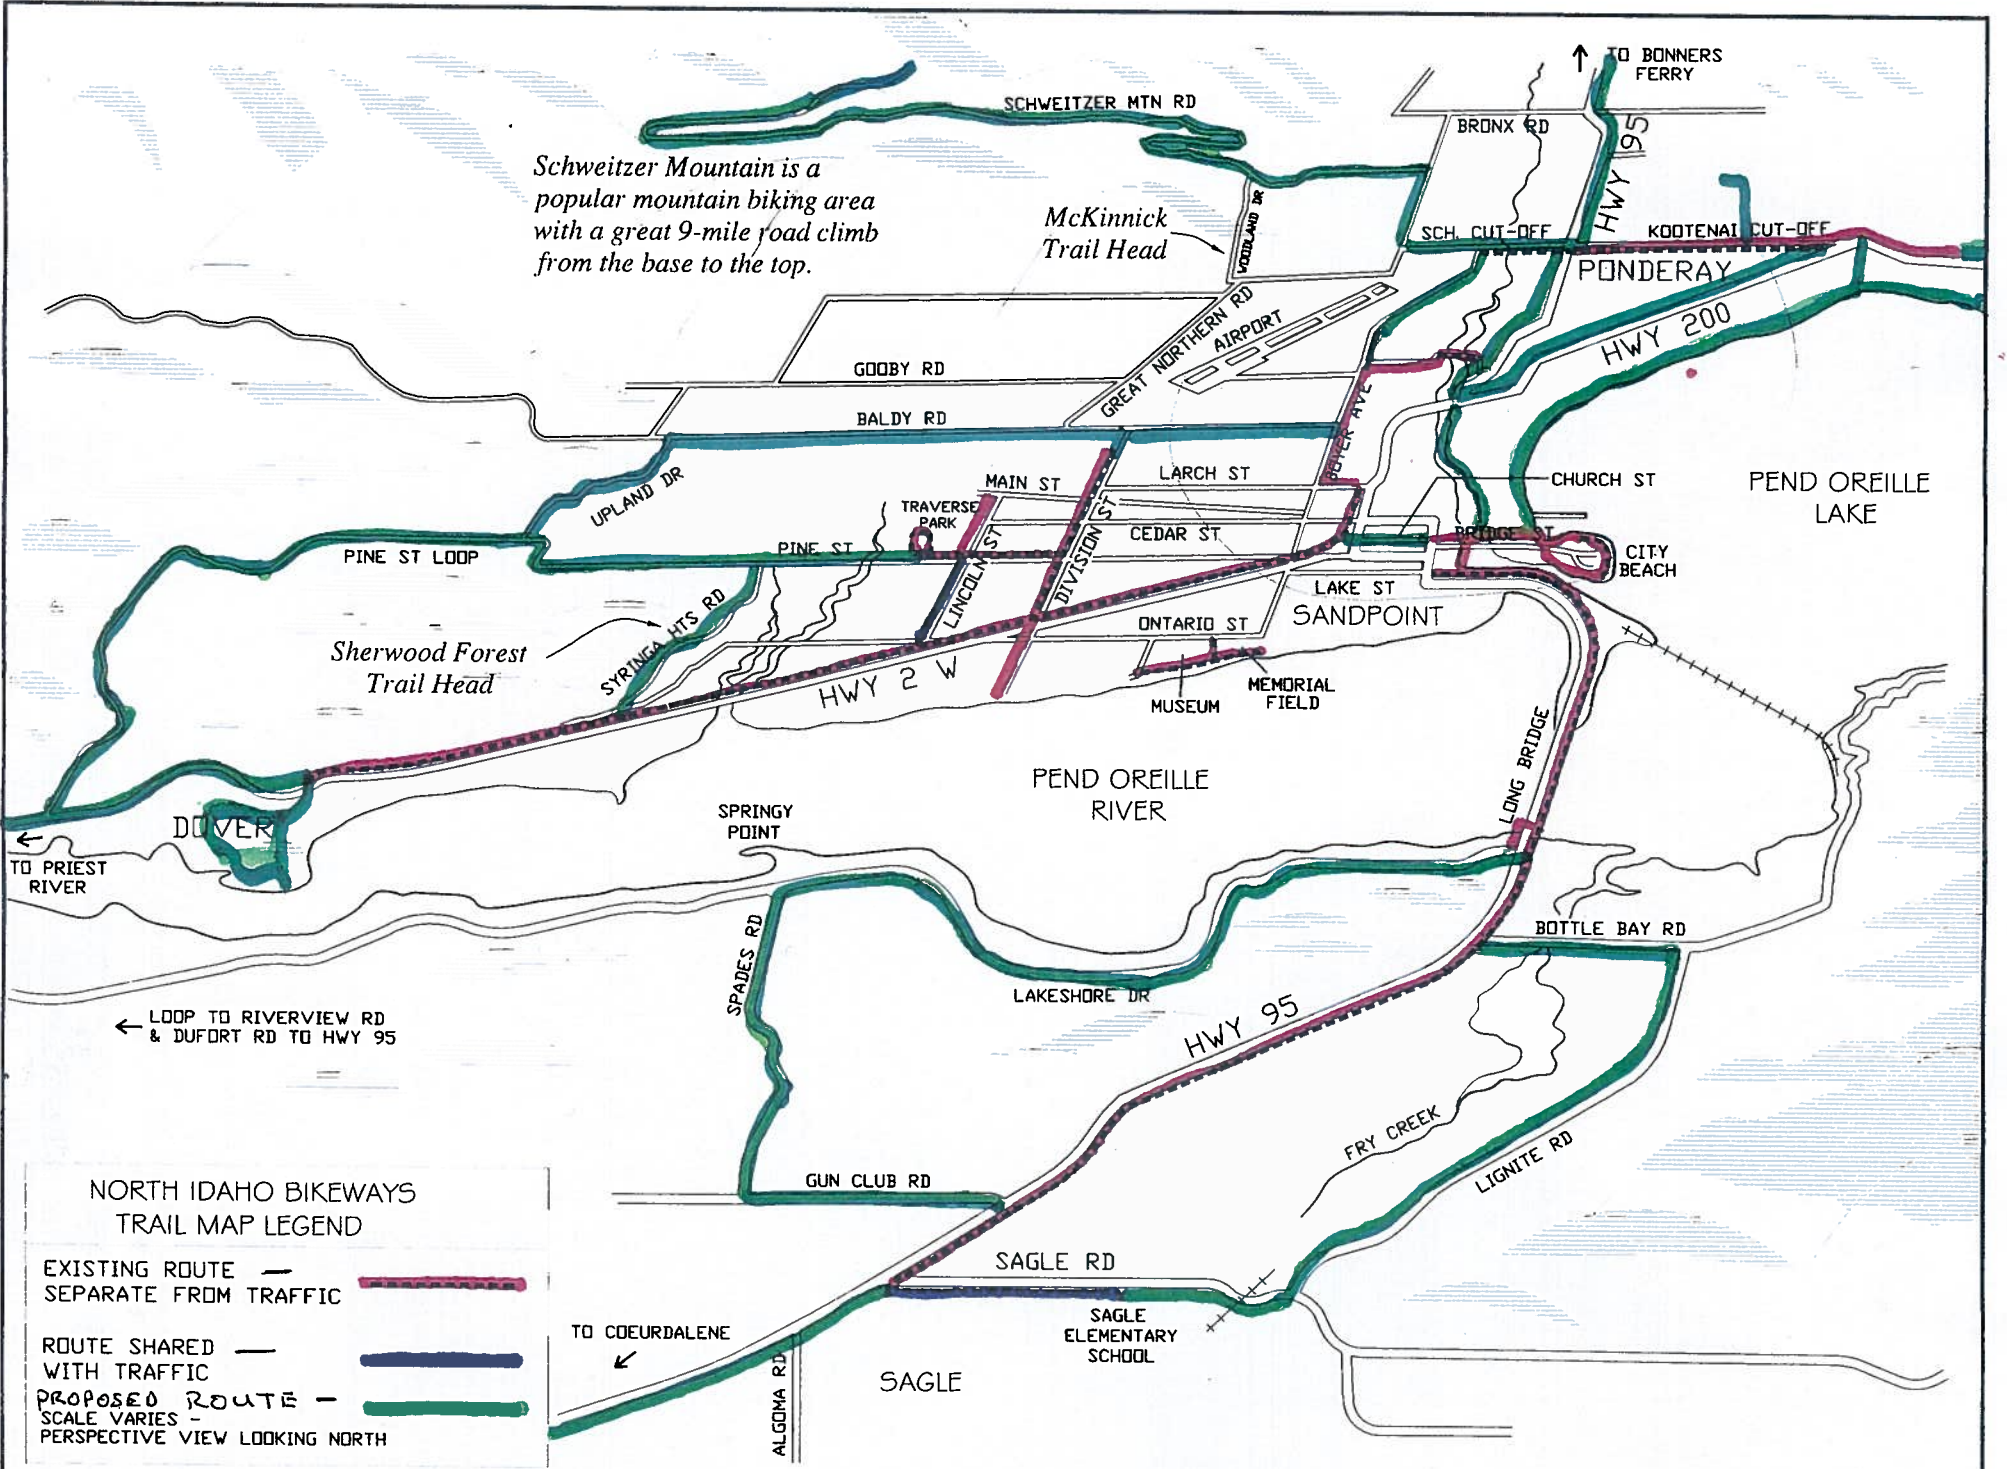 TO BONNERS
FERRY
SCHWEITZER MTN RD
BRONX RD
HWY 95
Schweitzer Mountain is a
popular mountain biking area
with a great 9-mile road climb
from the base to the top.
McKinnick
Trail Head
WOODLAND DR
SCH. CUT-OFF
KOOTENAI CUT-OFF
PONDERAY
HWY 200
GREAT NORTHERN RD
AIRPORT
GOOBY RD
BALDY RD
BOYER AVE
UPLAND DR
MAIN ST
LARCH ST
CHURCH ST
PEND OREILLE
LAKE
TRAVERSE
PARK
CEDAR ST
BRIDGE ST
PINE ST LOOP
PINE ST
LINCOLN ST
DIVISION ST
CITY
BEACH
LAKE ST
SANDPOINT
ONTARIO ST
Sherwood Forest
Trail Head
SYRINGA HTS RD
HWY 2 W
MUSEUM
MEMORIAL
FIELD
LONG BRIDGE
PEND OREILLE
RIVER
SPRINGY
POINT
DOVER
TO PRIEST
RIVER
SPADES RD
BOTTLE BAY RD
LAKESHORE DR
LOOP TO RIVERVIEW RD
& DUFORT RD TO HWY 95
HWY 95
FRY CREEK
LIGNITE RD
GUN CLUB RD
SAGLE RD
SAGLE
ELEMENTARY
SCHOOL
TO COEURDALENE
ALGOMA RD
SAGLE
NORTH IDAHO BIKEWAYS
TRAIL MAP LEGEND
EXISTING ROUTE —
SEPARATE FROM TRAFFIC
ROUTE SHARED —
WITH TRAFFIC
PROPOSED ROUTE —
SCALE VARIES -
PERSPECTIVE VIEW LOOKING NORTH